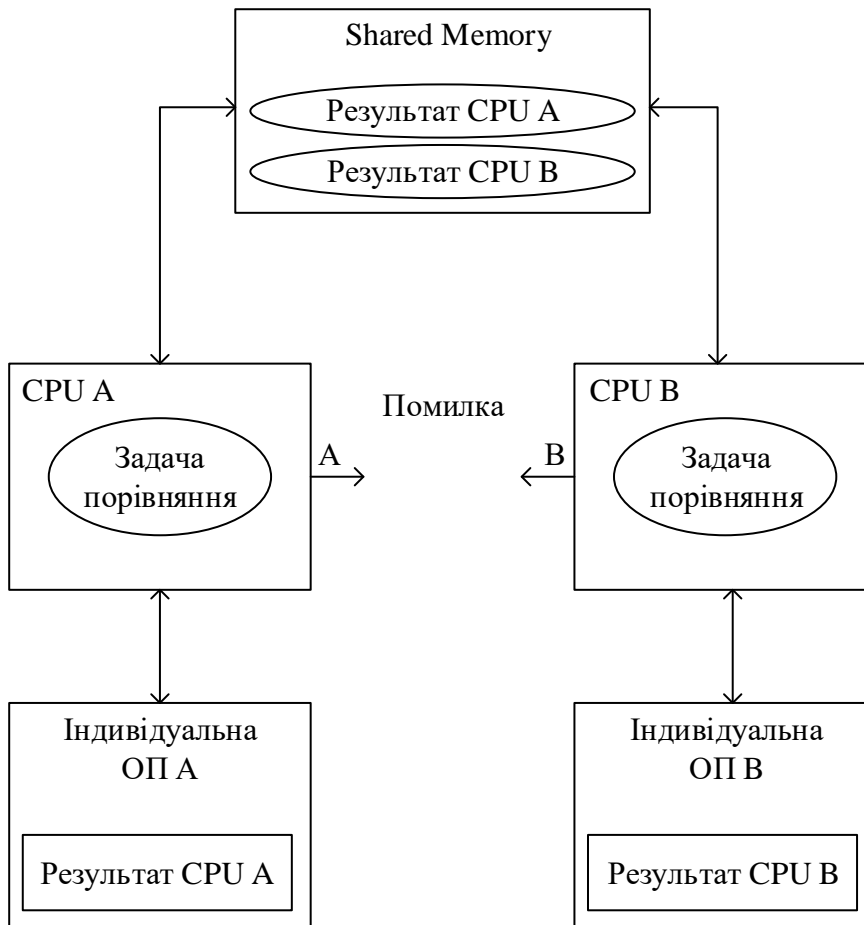 Shared Memory
Результат CPU A
Результат CPU B
CPU A
Задача
порівняння
A
Помилка
B
CPU B
Задача
порівняння
Індивідуальна
ОП А
Результат CPU A
Індивідуальна
ОП В
Результат CPU B